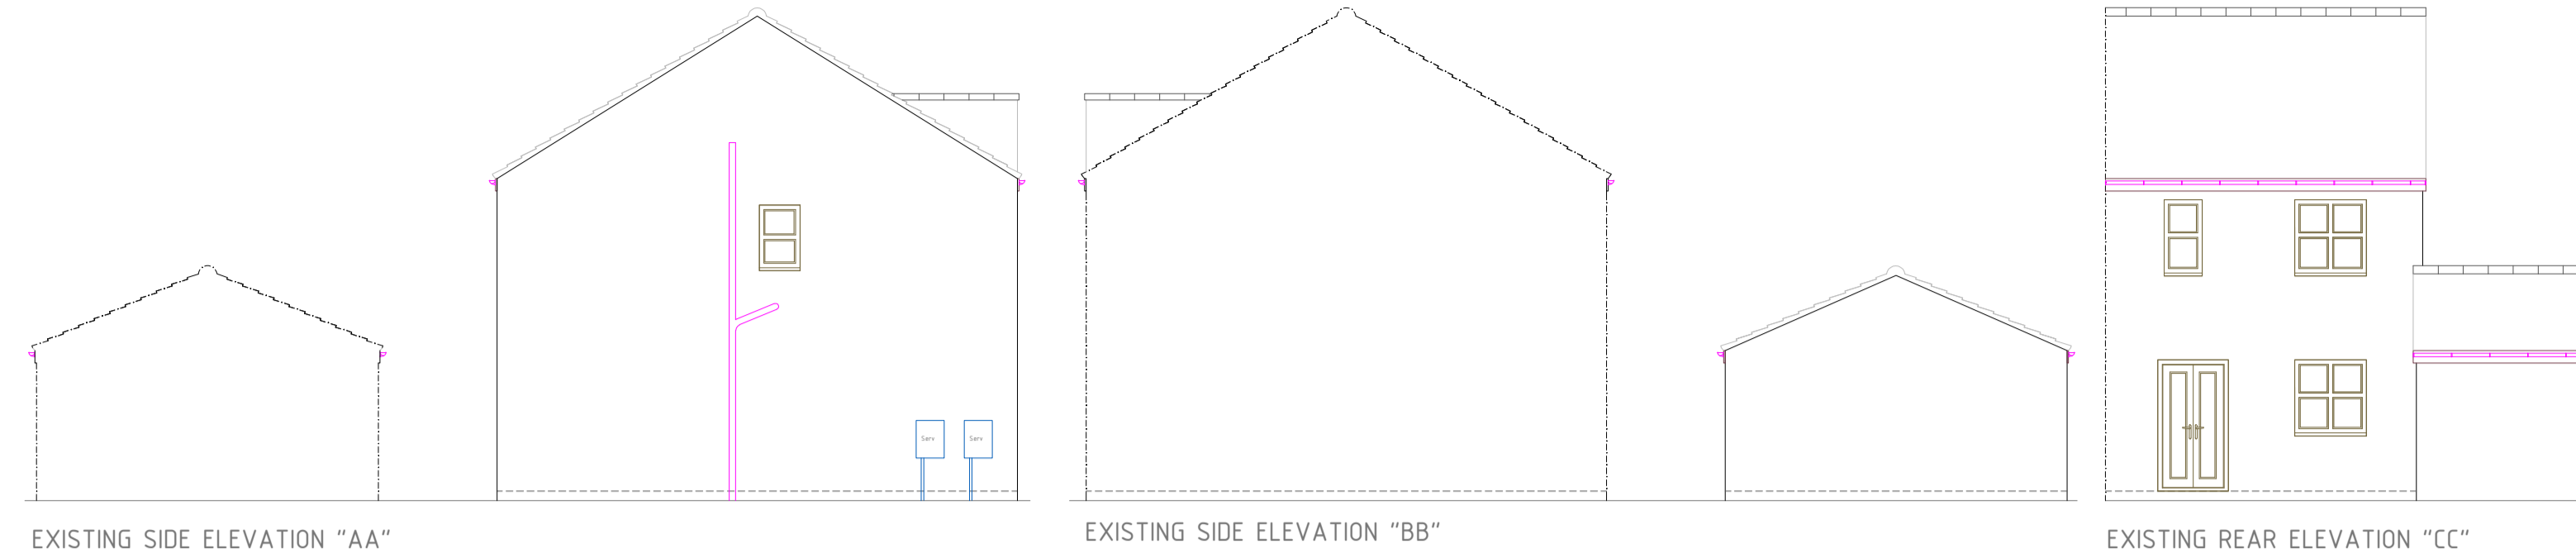 Serv Serv
EXISTING SIDE ELEVATION "AA"
EXISTING SIDE ELEVATION "BB"
EXISTING REAR ELEVATION "CC"